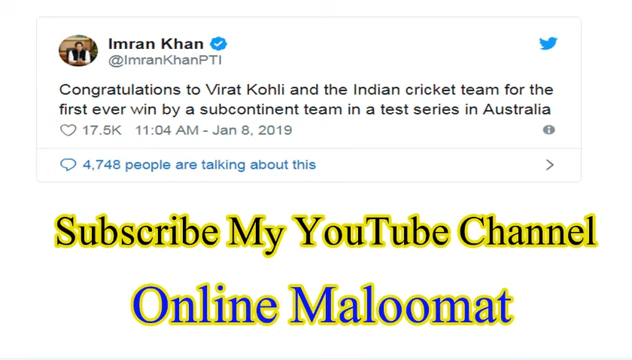 Imran Khan
@ImranKhanPTI
Congratulations to Virat Kohli and the Indian cricket team for the
first ever win by a subcontinent team in a test series in Australia
17.5K 11:04 AM - Jan 8, 2019
4,748 people are talking about this
Subscribe My YouTube Channel
Online Maloomat